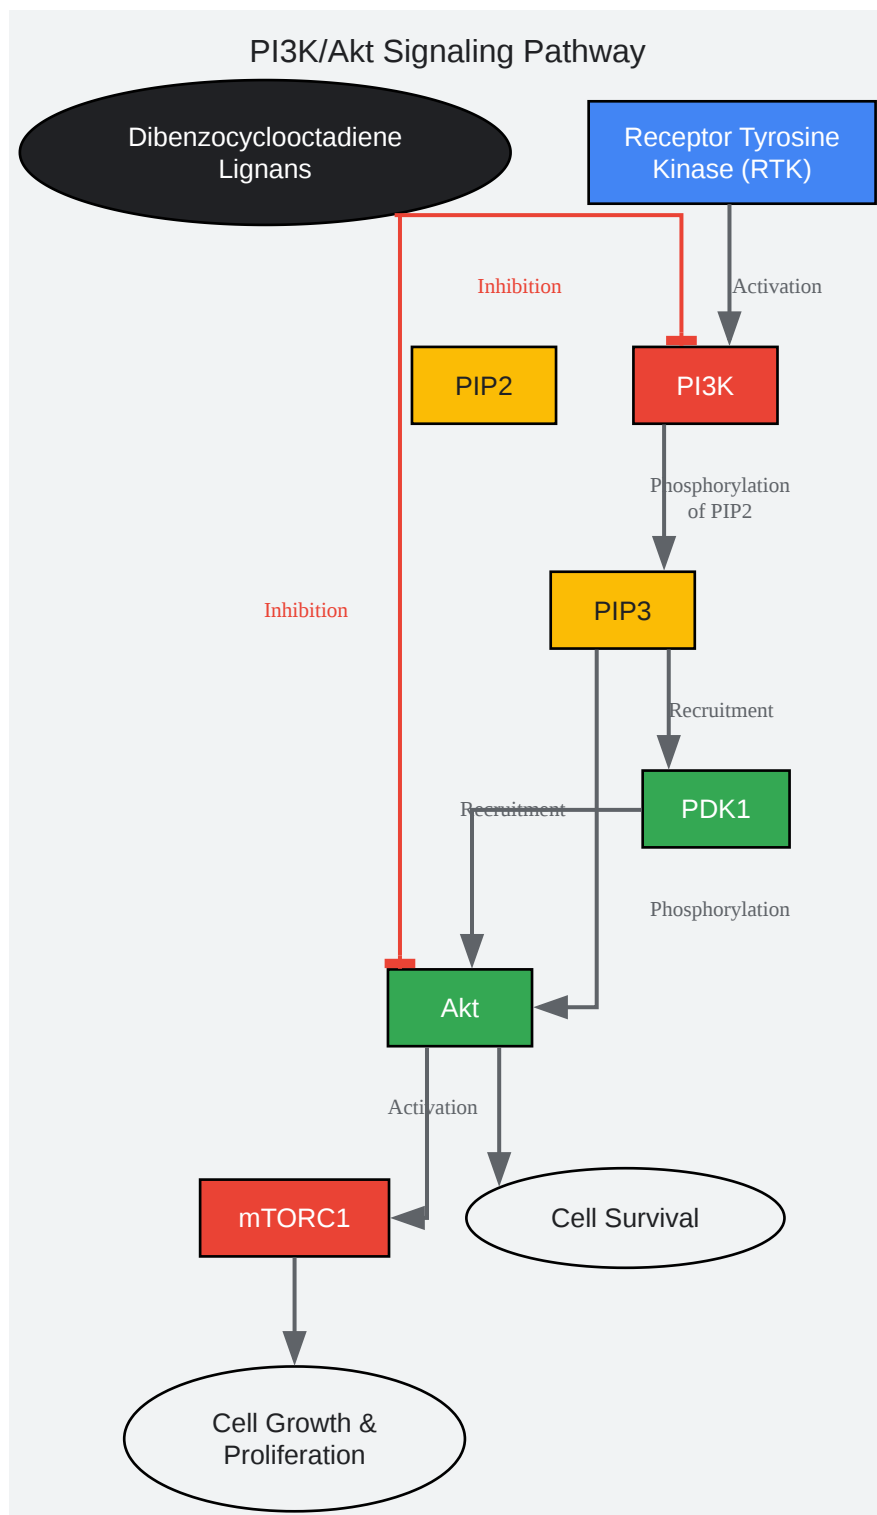 PI3K/Akt Signaling Pathway
Dibenzocyclooctadiene
Lignans
Receptor Tyrosine
Kinase (RTK)
Inhibition
Activation
PIP2
PI3K
Phosphorylation
of PIP2
PIP3
Inhibition
Recruitment
PDK1
Recruitment
Phosphorylation
Akt
Activation
mTORC1
Cell Survival
Cell Growth &
Proliferation